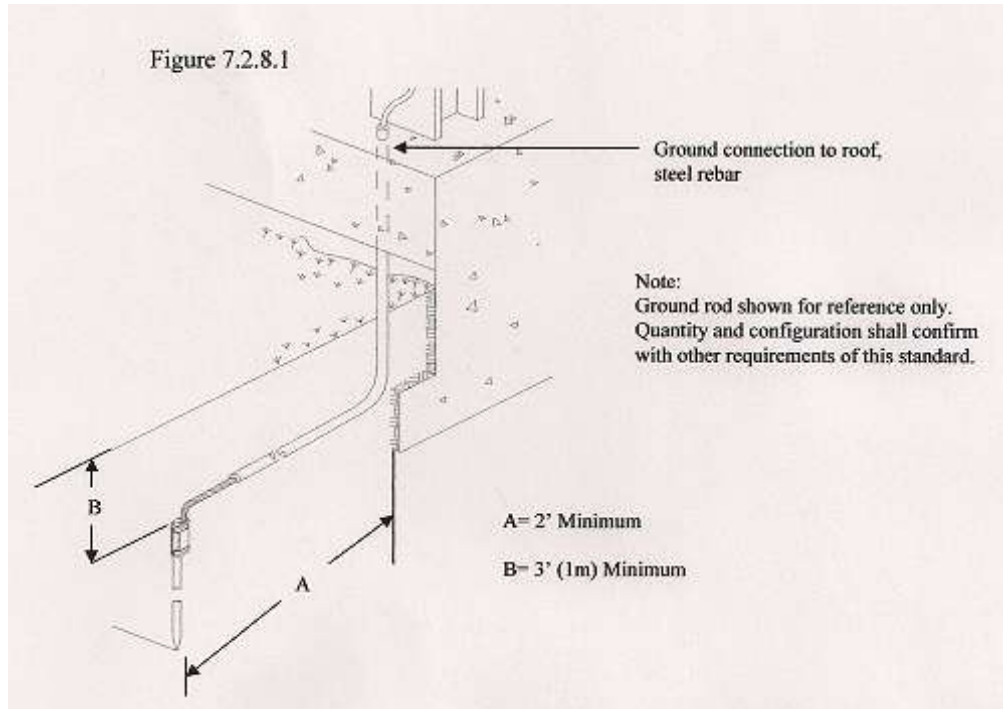 Figure 7.2.8.1
Ground connection to roof,
steel rebar
Note:
Ground rod shown for reference only.
Quantity and configuration shall confirm
with other requirements of this standard.
B
A= 2' Minimum
B= 3' (1m) Minimum
A